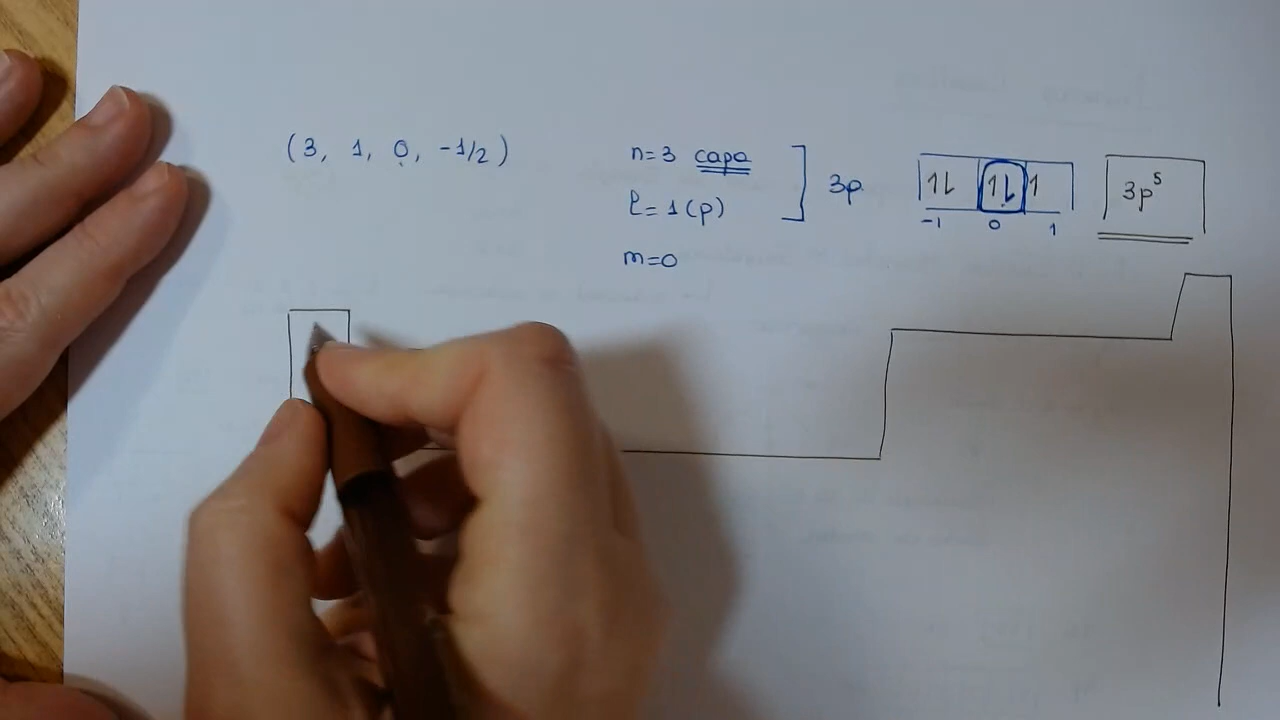 (3, 1, 0, -1/2)
n=3 capa
ℓ=1(p)
m=0
3p
1⇂ 1⇂ 1
-1 0 1
3p⁵